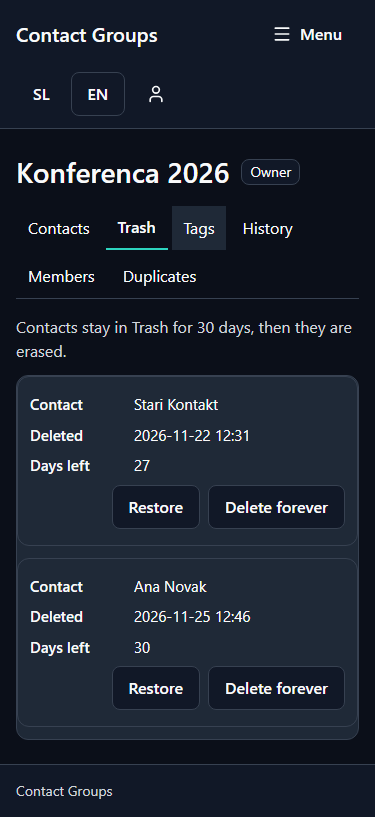 Contact Groups
Menu
SL
EN
Konferenca 2026
Owner
Contacts
Trash
Tags
History
Members
Duplicates
Contacts stay in Trash for 30 days, then they are
erased.
Contact Stari Kontakt
Deleted 2026-11-22 12:31
Days left 27
Restore
Delete forever
Contact Ana Novak
Deleted 2026-11-25 12:46
Days left 30
Restore
Delete forever
Contact Groups